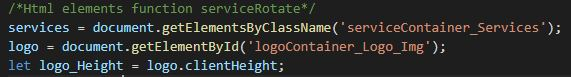 /*Html elements function serviceRotate*/
services = document.getElementsByClassName('serviceContainer_Services');
logo = document.getElementById('logoContainer_Logo_Img');
let logo_Height = logo.clientHeight;